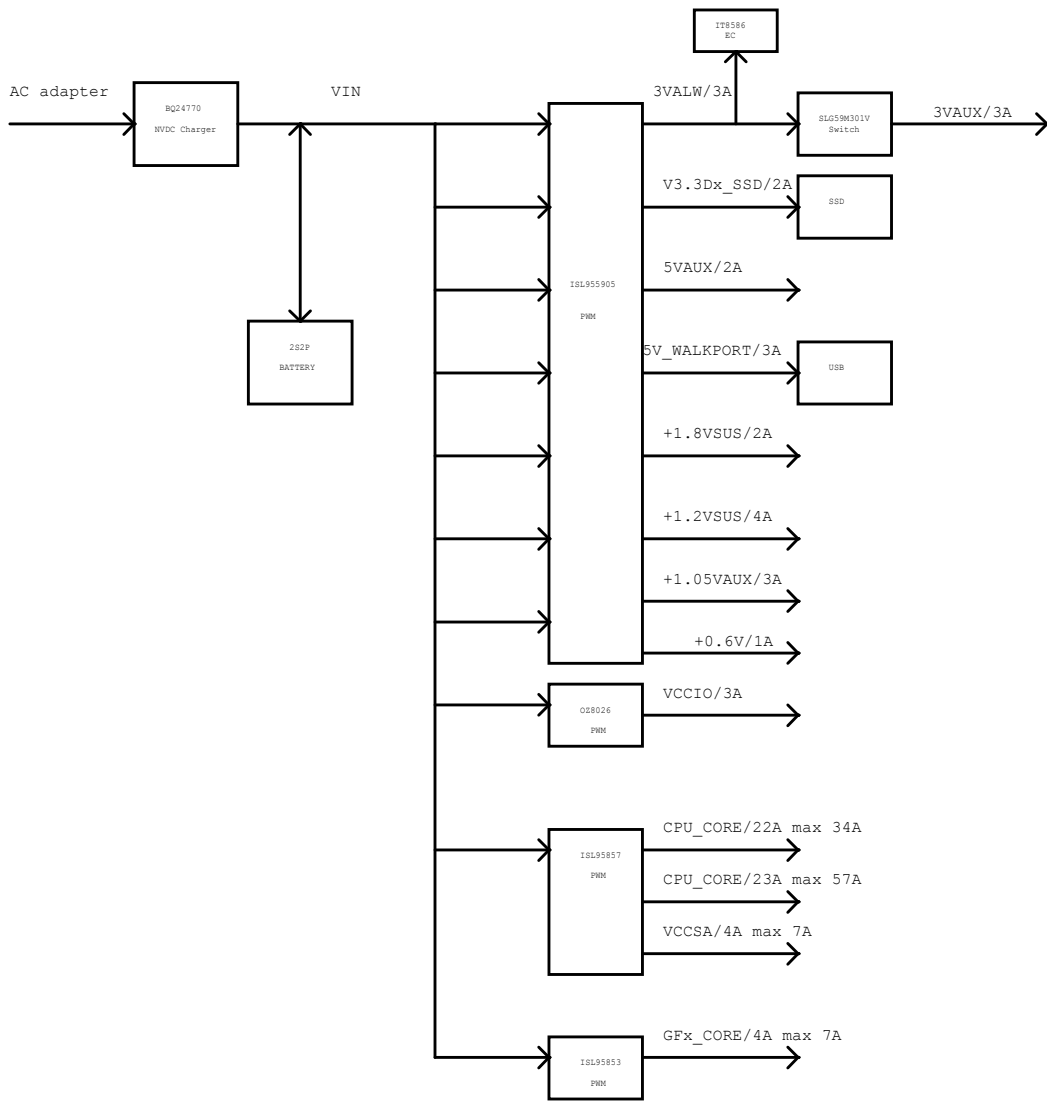 IT8586
EC
AC adapter
BQ24770
NVDC Charger
VIN
3VALW/3A
SLG59M301V
Switch
3VAUX/3A
V3.3Dx_SSD/2A
SSD
5VAUX/2A
ISL955905
PWM
2S2P
BATTERY
5V_WALKPORT/3A
USB
+1.8VSUS/2A
+1.2VSUS/4A
+1.05VAUX/3A
+0.6V/1A
OZ8026
PWM
VCCIO/3A
ISL95857
PWM
CPU_CORE/22A max 34A
CPU_CORE/23A max 57A
VCCSA/4A max 7A
ISL95853
PWM
GFx_CORE/4A max 7A